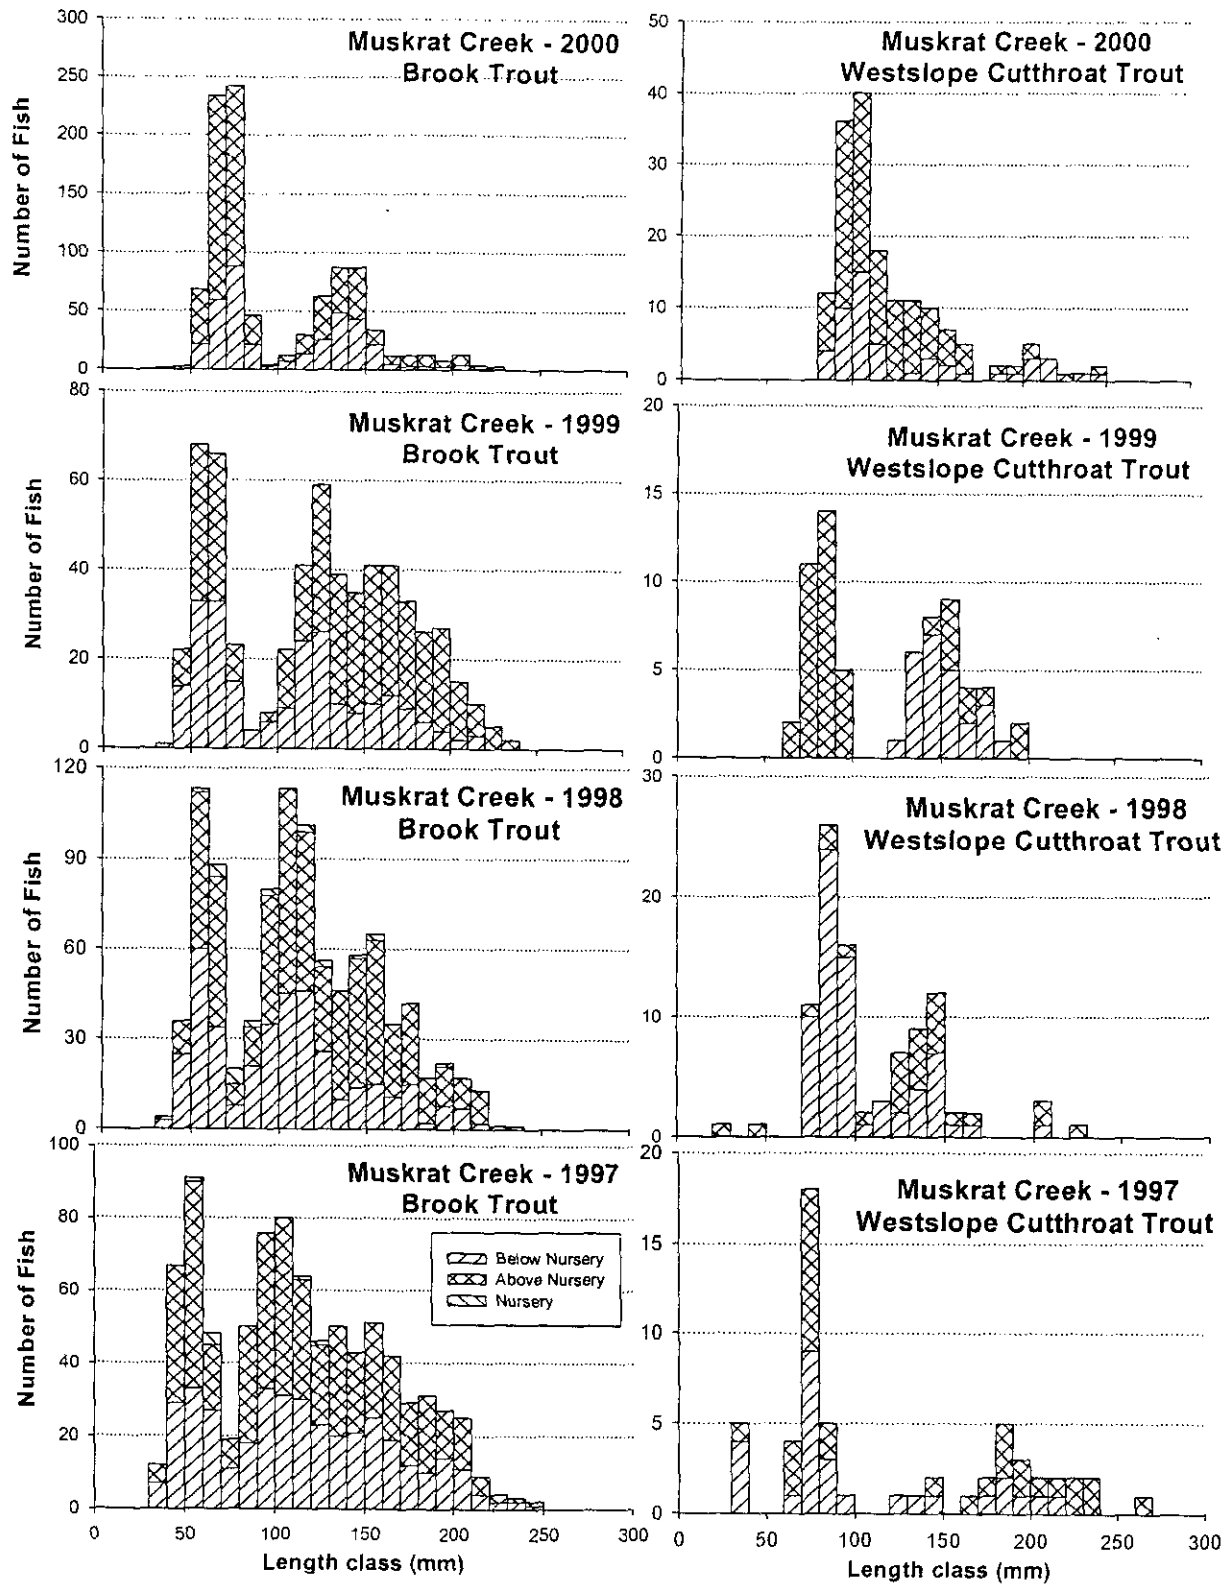 Muskrat Creek - 2000
Brook Trout
Number of Fish
300
250
200
150
100
50
0
Muskrat Creek - 2000
Westslope Cutthroat Trout
50
40
30
20
10
0
Muskrat Creek - 1999
Brook Trout
Number of Fish
80
60
40
20
0
Muskrat Creek - 1999
Westslope Cutthroat Trout
20
15
10
5
0
Muskrat Creek - 1998
Brook Trout
Number of Fish
120
90
60
30
0
Muskrat Creek - 1998
Westslope Cutthroat Trout
30
20
10
0
Muskrat Creek - 1997
Brook Trout
Number of Fish
100
80
60
40
20
0
Below Nursery
Above Nursery
Nursery
0 50 100 150 200 250 300
Length class (mm)
Muskrat Creek - 1997
Westslope Cutthroat Trout
20
15
10
5
0
0 50 100 150 200 250 300
Length class (mm)